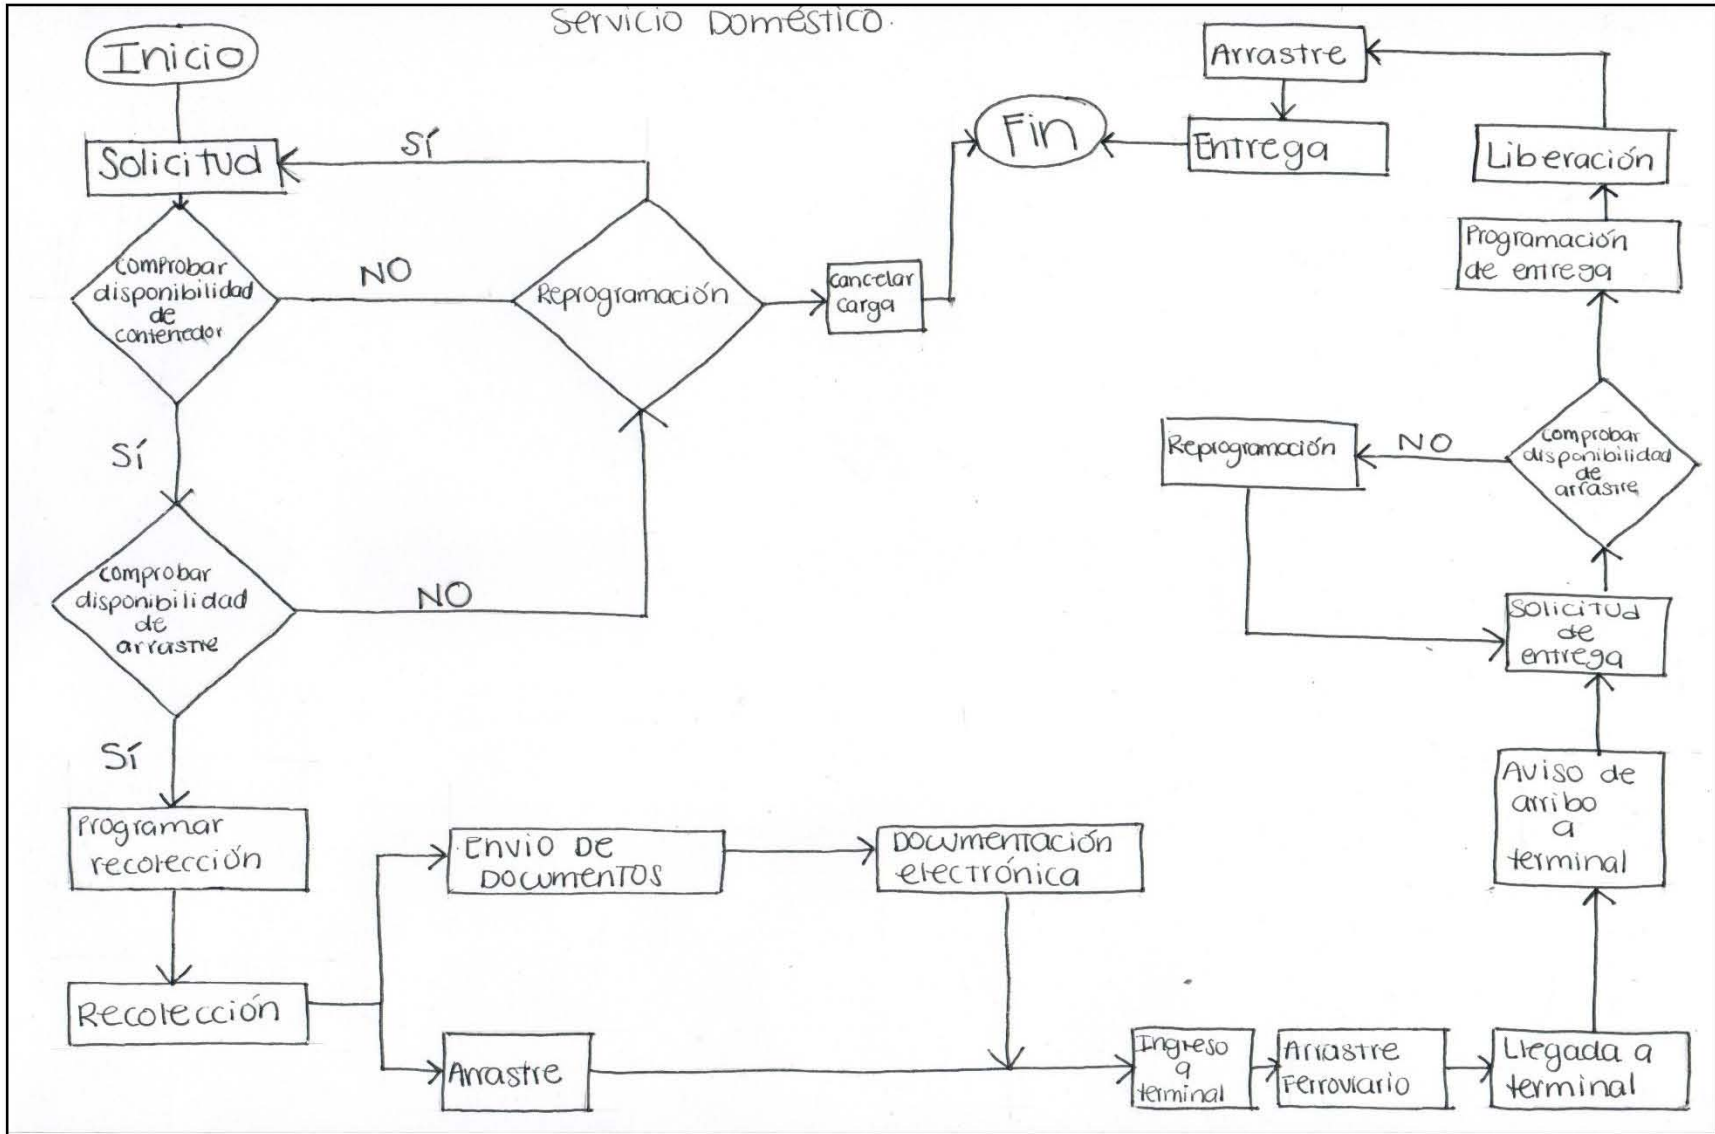 Servicio Doméstico.
Inicio
Solicitud
SÍ
Comprobar
disponibilidad
de
contenedor
NO
Reprogramación
Cancelar
carga
Fin
SÍ
Comprobar
disponibilidad
de
arrastre
NO
SÍ
Programar
recolección
Recolección
Envio De
Documentos
Documentación
electrónica
Arrastre
Ingreso
a
terminal
Arrastre
Ferroviario
Llegada a
terminal
Aviso de
arribo
a
terminal
Solicitud
de
entrega
Comprobar
disponibilidad
de
arrastre
NO
Reprogramación
Programación
de entrega
Liberación
Arrastre
Entrega